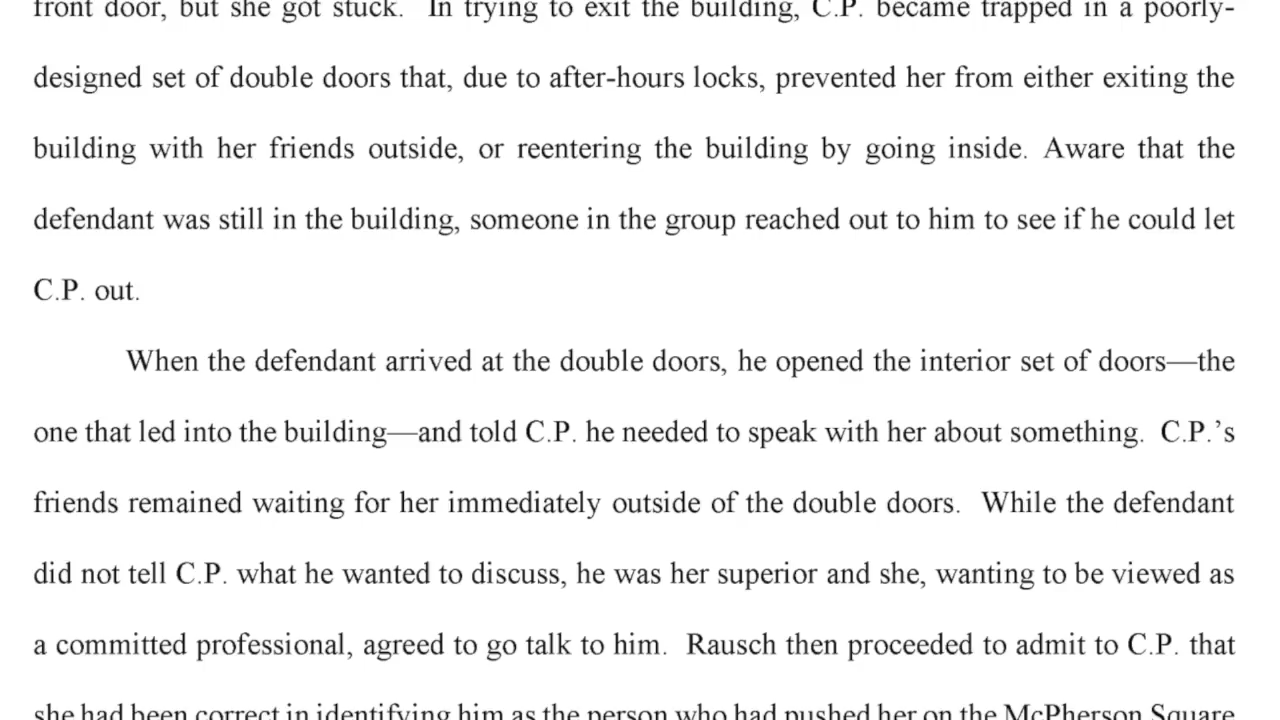 front door, but she got stuck. In trying to exit the building, C.P. became trapped in a poorly-
designed set of double doors that, due to after-hours locks, prevented her from either exiting the
building with her friends outside, or reentering the building by going inside. Aware that the
defendant was still in the building, someone in the group reached out to him to see if he could let
C.P. out.
When the defendant arrived at the double doors, he opened the interior set of doors—the
one that led into the building—and told C.P. he needed to speak with her about something. C.P.’s
friends remained waiting for her immediately outside of the double doors. While the defendant
did not tell C.P. what he wanted to discuss, he was her superior and she, wanting to be viewed as
a committed professional, agreed to go talk to him. Rausch then proceeded to admit to C.P. that
she had been correct in identifying him as the person who had pushed her on the McPherson Square